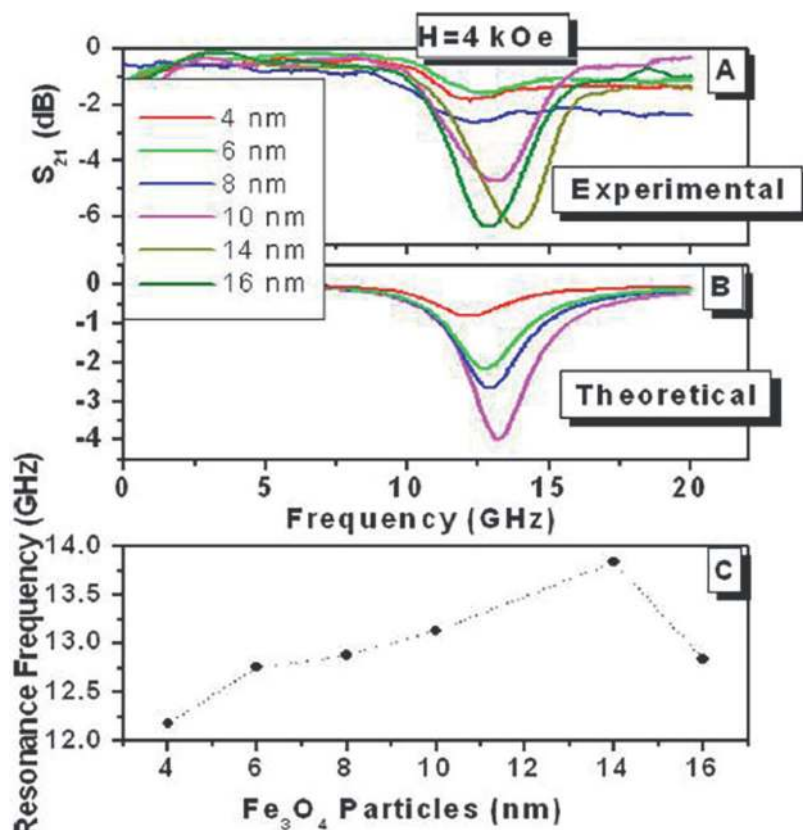 H=4 kOe
A
S21 (dB)
0
-2
-4
-6
4 nm
6 nm
8 nm
10 nm
14 nm
16 nm
Experimental
B
0
-1
-2
-3
-4
Theoretical
0 5 10 15 20
Frequency (GHz)
C
Resonance Frequency (GHz)
14.0
13.5
13.0
12.5
12.0
4 6 8 10 12 14 16
Fe3O4 Particles (nm)